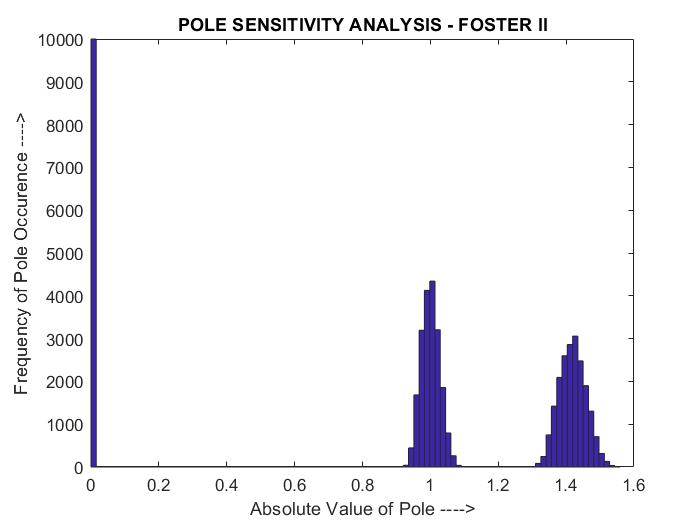 POLE SENSITIVITY ANALYSIS - FOSTER II
10000
9000
8000
7000
6000
5000
4000
3000
2000
1000
0
Frequency of Pole Occurence ---->
0 0.2 0.4 0.6 0.8 1 1.2 1.4 1.6
Absolute Value of Pole ---->